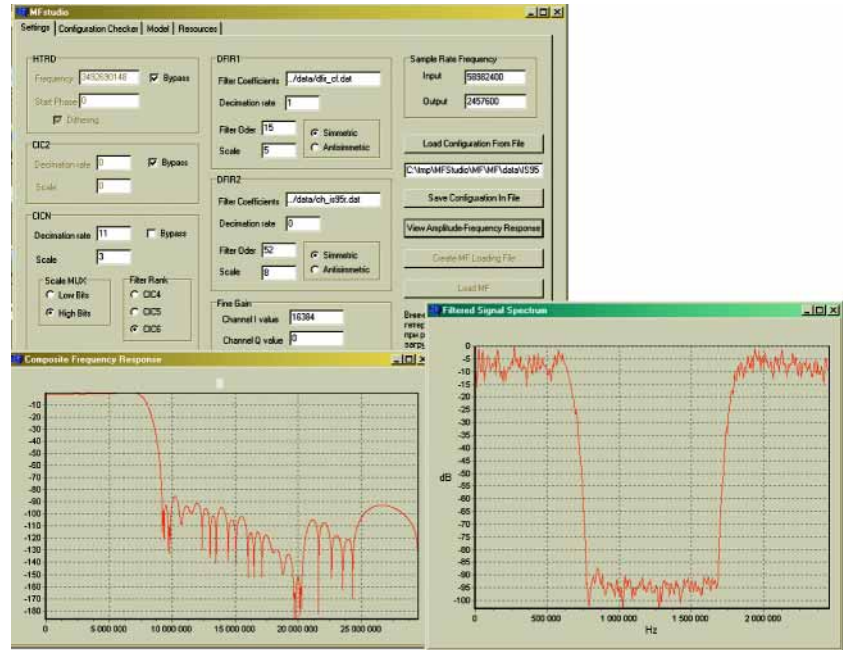 MFstudio
Settings Configuration Checker Model Resources
HTRD
Frequency 3492690148 Bypass
Start Phase 0
Dithering
CIC2
Decimation rate 0 Bypass
Scale 0
CICN
Decimation rate 11 Bypass
Scale 3
Scale MUX
Low Bits
High Bits
Filter Rank
CIC4
CIC5
CIC6
DFIR1
Filter Coefficients ../data/dfir_cf.dat
Decimation rate 1
Filter Oder 15
Scale 5
Simmetric
Antisimmetric
DFIR2
Filter Coefficients ../data/ch_is95r.dat
Decimation rate 0
Filter Oder 52
Scale 8
Simmetric
Antisimmetric
Fine Gain
Channel I value 16384
Channel Q value 0
Sample Rate Frequency
Input 58982400
Output 2457600
Load Configuration From File
C:\tmp\MFStudio\MF\MF\data\IS95
Save Configuration In File
View Amplitude-Frequency Response
Create MF Loading File
Load MF
Composite Frequency Response
-10
-20
-30
-40
-50
-60
-70
-80
-90
-100
-110
-120
-130
-140
-150
-160
-170
-180
0 5 000 000 10 000 000 15 000 000 20 000 000 25 000 000
Filtered Signal Spectrum
0
-5
-10
-15
-20
-25
-30
-35
-40
-45
-50
-55
-60
-65
-70
-75
-80
-85
-90
-95
-100
dB
0 500 000 1 000 000 1 500 000 2 000 000
Hz